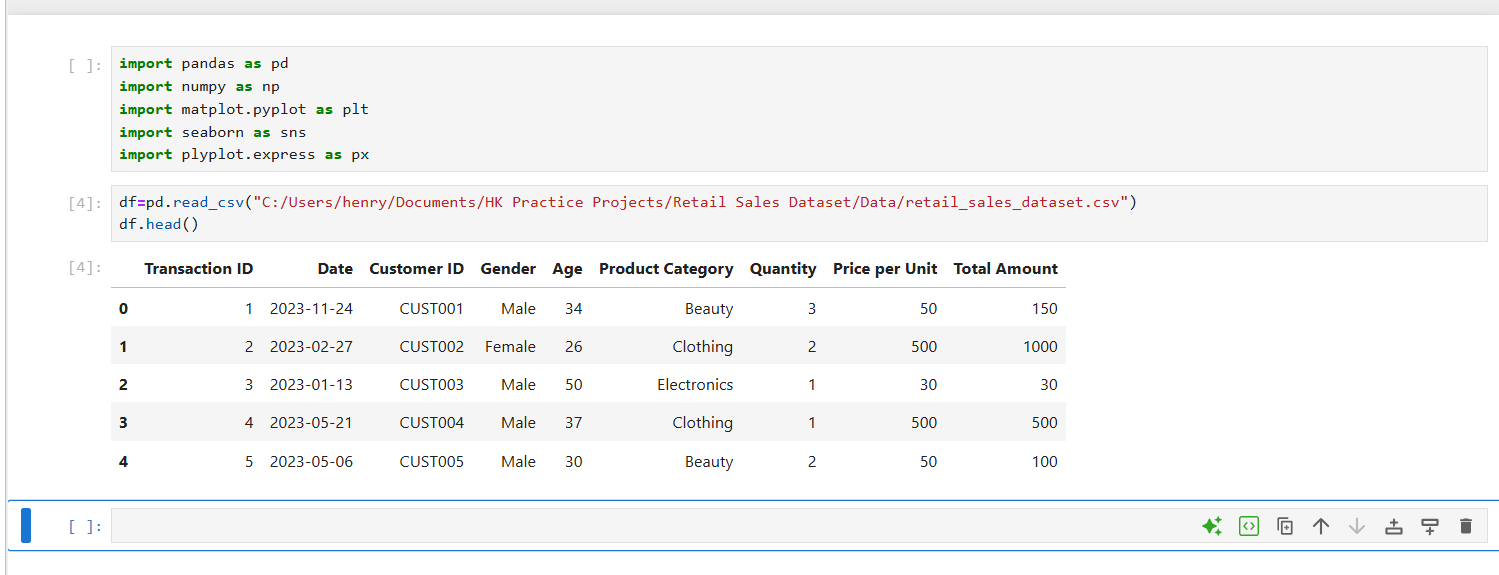 [ ]:
import pandas as pd
import numpy as np
import matplot.pyplot as plt
import seaborn as sns
import plyplot.express as px
[4]:
df=pd.read_csv("C:/Users/henry/Documents/HK Practice Projects/Retail Sales Dataset/Data/retail_sales_dataset.csv")
df.head()
[4]:
Transaction ID Date Customer ID Gender Age Product Category Quantity Price per Unit Total Amount
0 1 2023-11-24 CUST001 Male 34 Beauty 3 50 150
1 2 2023-02-27 CUST002 Female 26 Clothing 2 500 1000
2 3 2023-01-13 CUST003 Male 50 Electronics 1 30 30
3 4 2023-05-21 CUST004 Male 37 Clothing 1 500 500
4 5 2023-05-06 CUST005 Male 30 Beauty 2 50 100
[ ]: